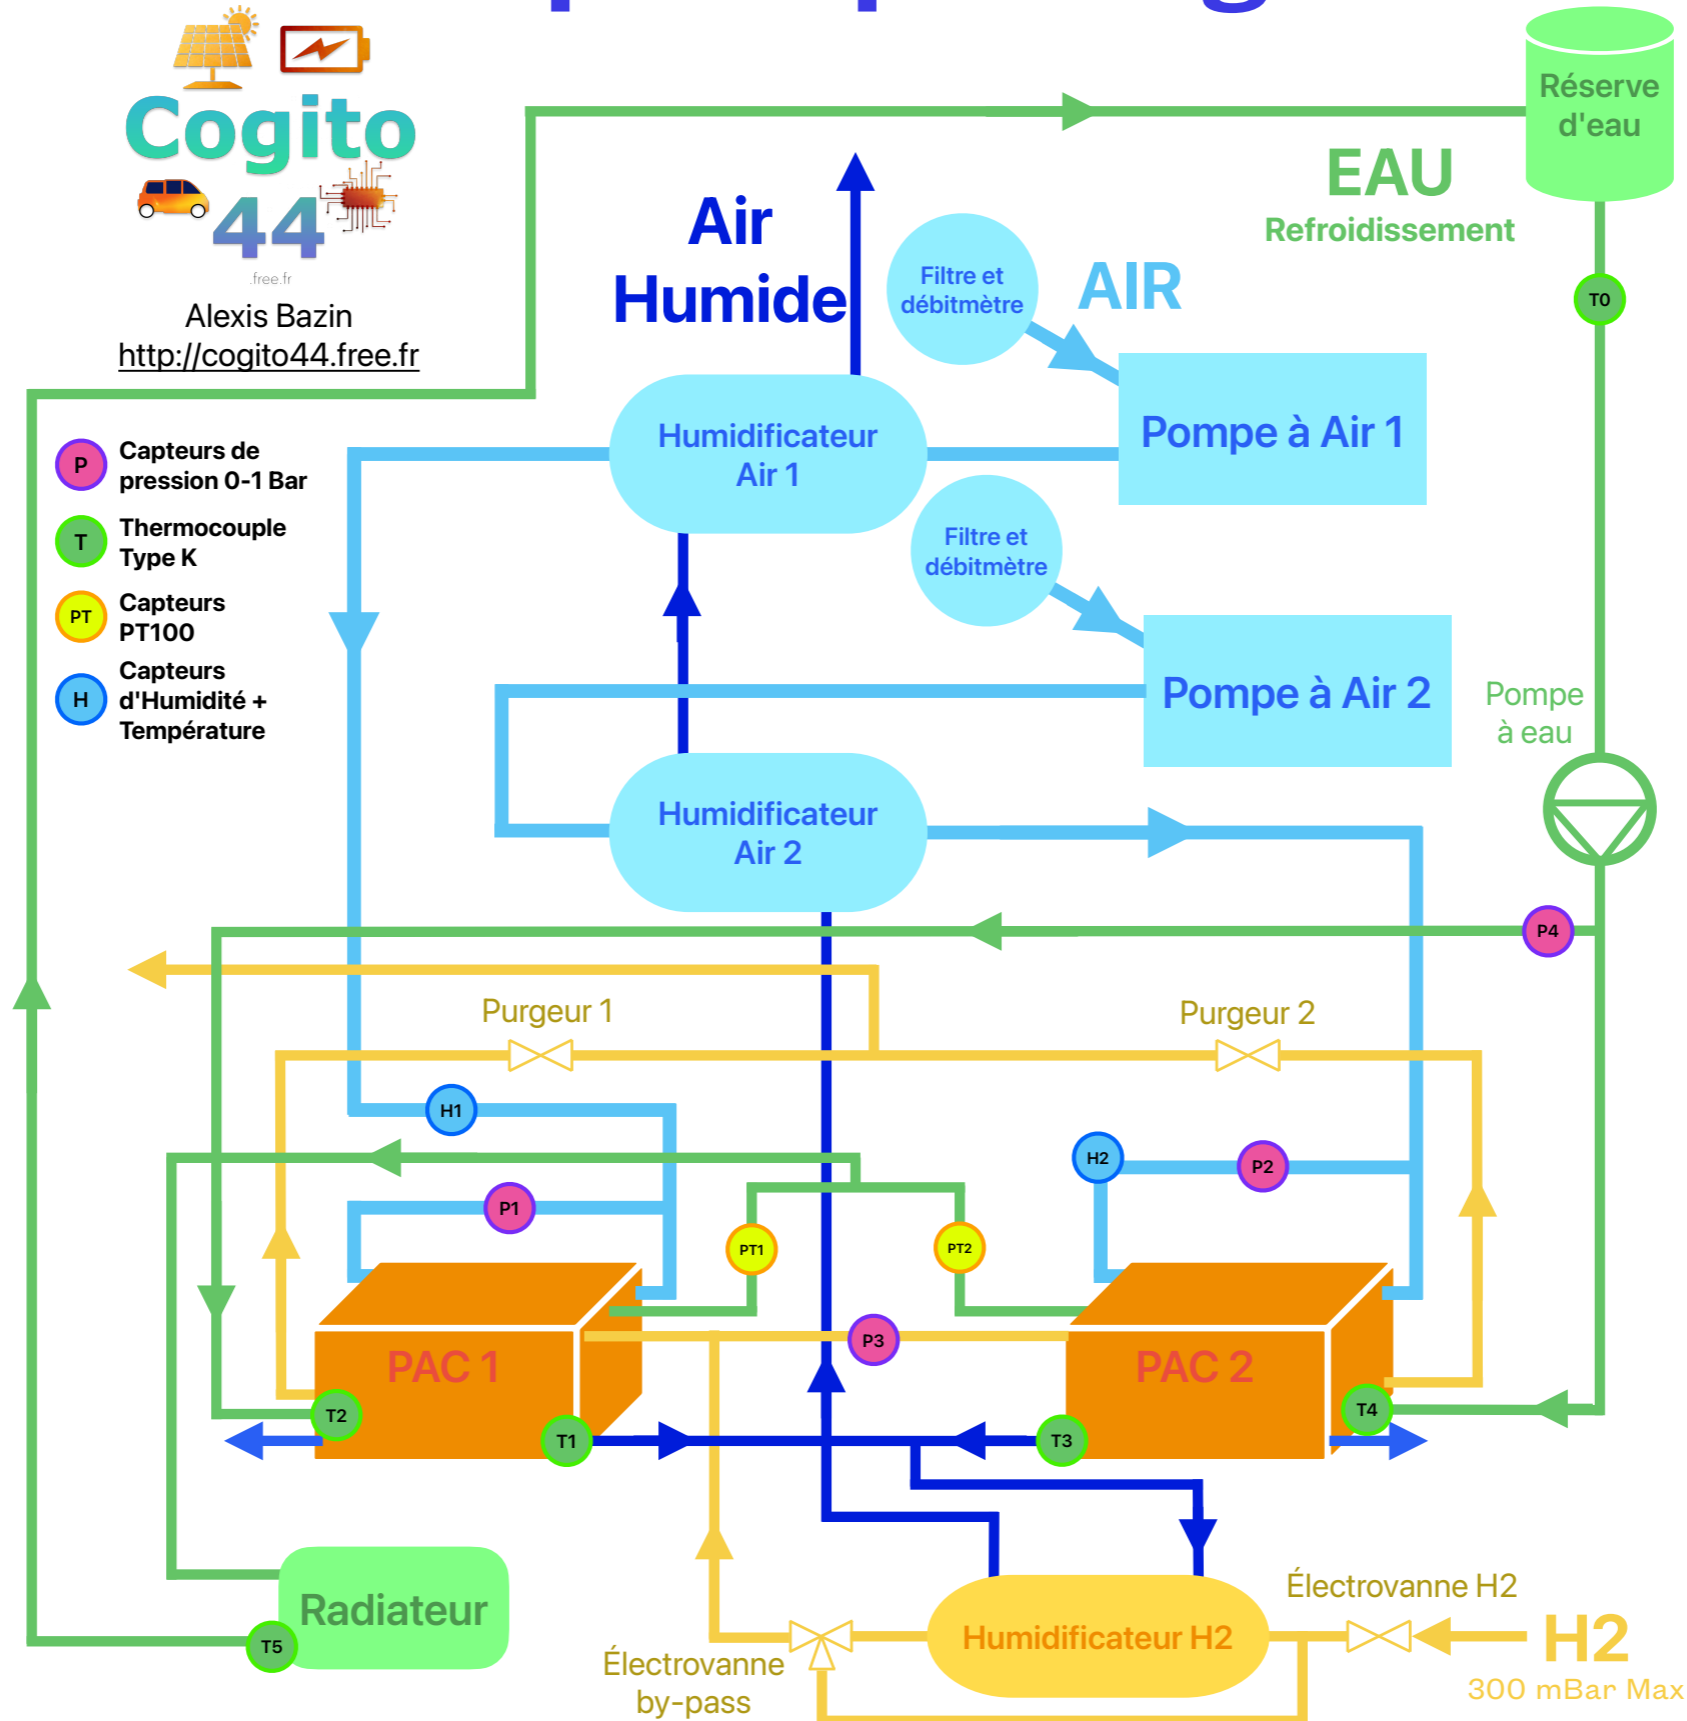 Cogito
44
.free.fr
Alexis Bazin
http://cogito44.free.fr
Réserve
d'eau
EAU
Refroidissement
T0
Air
Humide
Filtre et
débitmètre
AIR
Pompe à Air 1
Humidificateur
Air 1
P
Capteurs de
pression 0-1 Bar
T
Thermocouple
Type K
PT
Capteurs
PT100
H
Capteurs
d'Humidité +
Température
Filtre et
débitmètre
Pompe à Air 2
Pompe
à eau
Humidificateur
Air 2
P4
Purgeur 1
Purgeur 2
H1
H2
P2
P1
PT1
PT2
P3
PAC 1
PAC 2
T2
T1
T3
T4
Radiateur
T5
Électrovanne
by-pass
Humidificateur H2
Électrovanne H2
H2
300 mBar Max